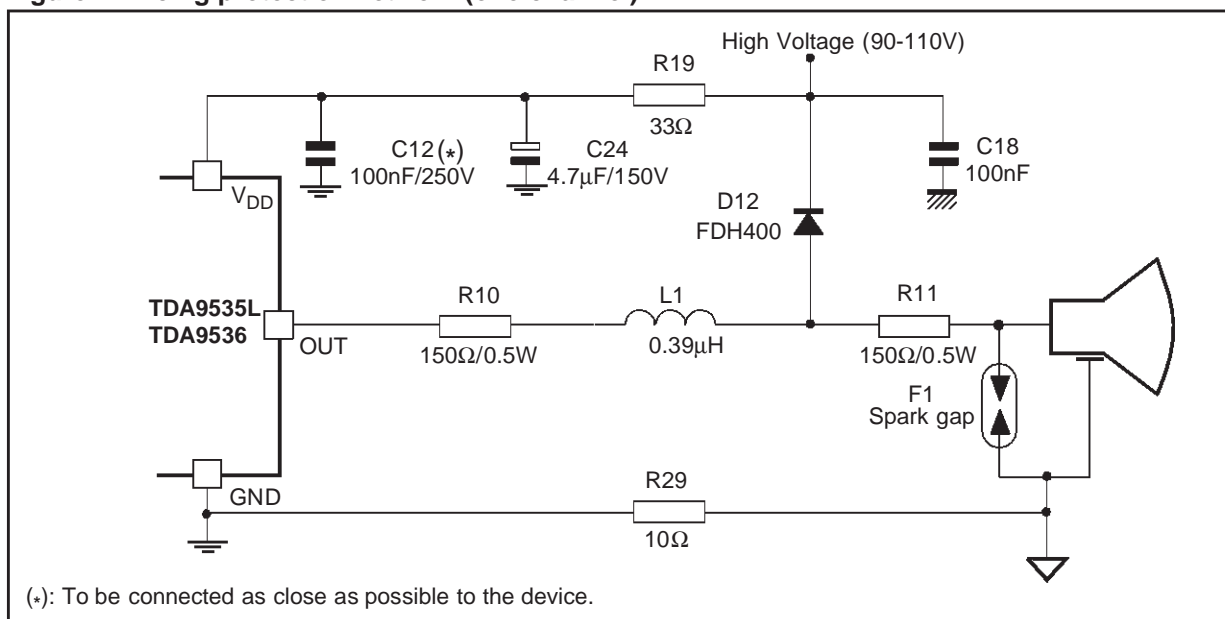 High Voltage (90-110V)
R19
33Ω
C12(*)
100nF/250V
C24
4.7µF/150V
C18
100nF
VDD
D12
FDH400
TDA9535L
TDA9536
OUT
R10
150Ω/0.5W
L1
0.39µH
R11
150Ω/0.5W
F1
Spark gap
GND
R29
10Ω
(*): To be connected as close as possible to the device.